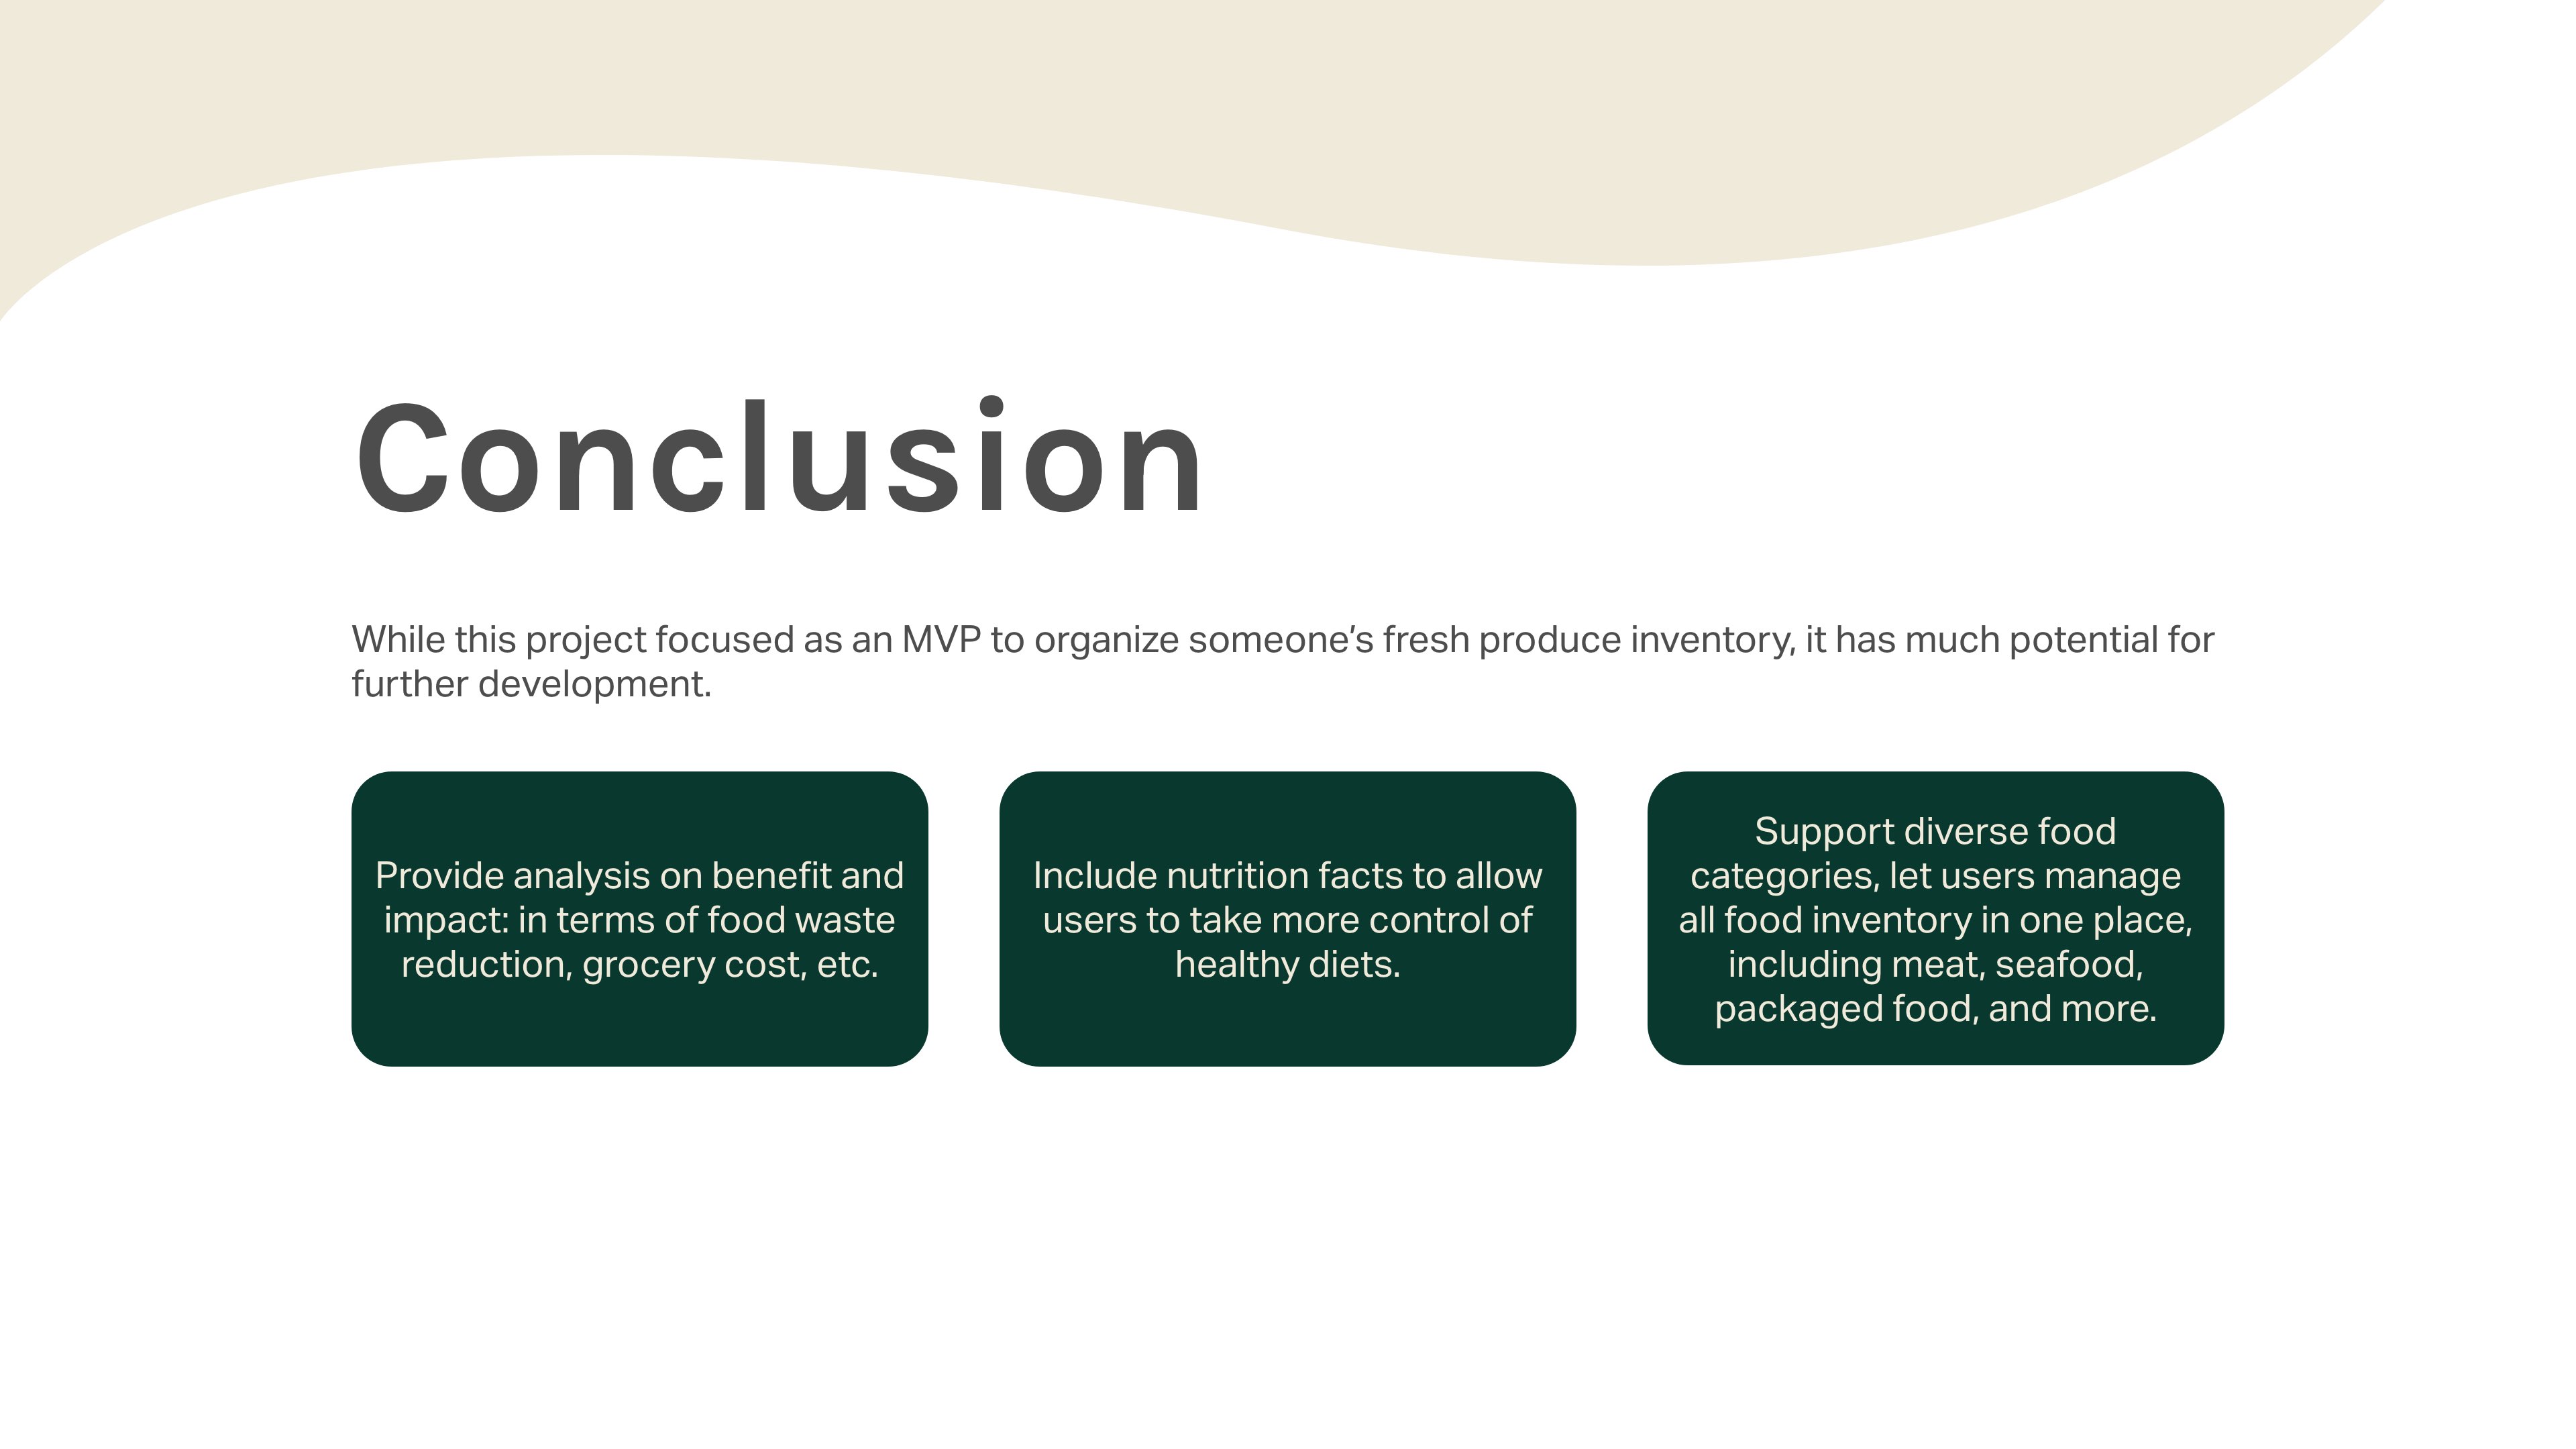 Conclusion
While this project focused as an MVP to organize someone’s fresh produce inventory, it has much potential for
further development.
Provide analysis on benefit and
impact: in terms of food waste
reduction, grocery cost, etc.
Include nutrition facts to allow
users to take more control of
healthy diets.
Support diverse food
categories, let users manage
all food inventory in one place,
including meat, seafood,
packaged food, and more.